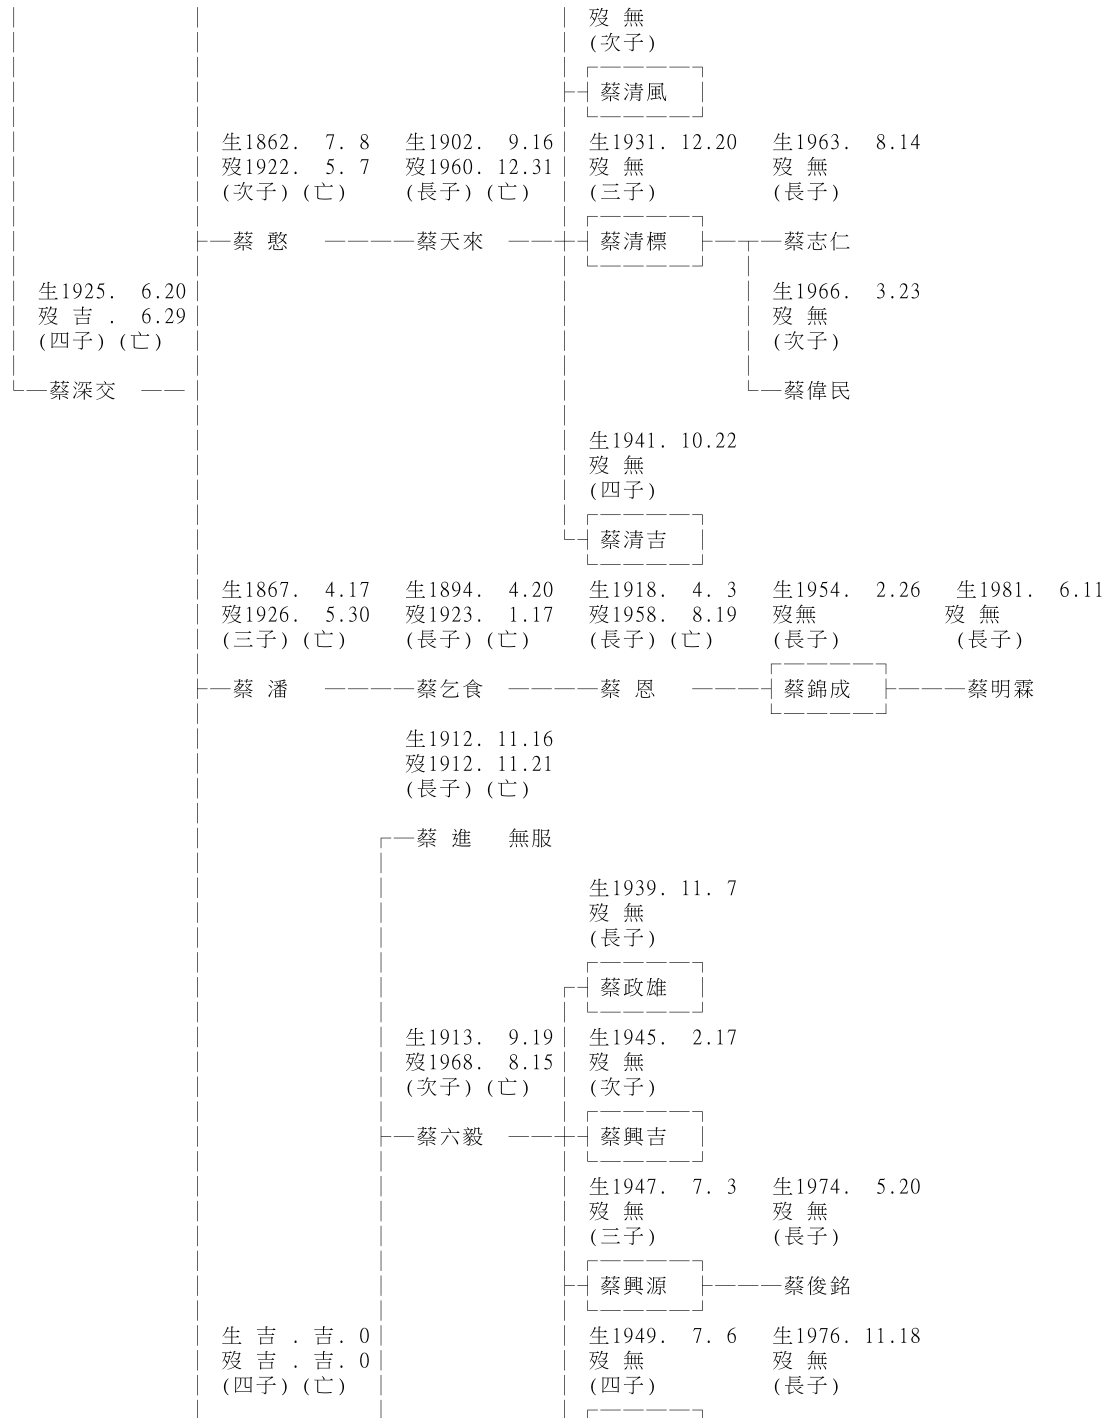 歿 無
(次子)
蔡清風
生1862. 7. 8 生1902. 9.16 生1931. 12.20 生1963. 8.14
歿1922. 5. 7 歿1960. 12.31 歿 無 歿 無
(次子) (亡) (長子) (亡) (三子) (長子)
蔡 憨 蔡天來 蔡清標 蔡志仁
生1925. 6.20 生1966. 3.23
歿 吉 . 6.29 歿 無
(四子) (亡) (次子)
蔡深交 蔡偉民
生1941. 10.22
歿 無
(四子)
蔡清吉
生1867. 4.17 生1894. 4.20 生1918. 4. 3 生1954. 2.26 生1981. 6.11
歿1926. 5.30 歿1923. 1.17 歿1958. 8.19 歿無 歿 無
(三子) (亡) (長子) (亡) (長子) (亡) (長子) (長子)
蔡 潘 蔡乞食 蔡 恩 蔡錦成 蔡明霖
生1912. 11.16
歿1912. 11.21
(長子) (亡)
蔡 進 無服
生1939. 11. 7
歿 無
(長子)
蔡政雄
生1913. 9.19 生1945. 2.17
歿1968. 8.15 歿 無
(次子) (亡) (次子)
蔡六毅 蔡興吉
生1947. 7. 3 生1974. 5.20
歿 無 歿 無
(三子) (長子)
蔡興源 蔡俊銘
生 吉 . 吉. 0 生1949. 7. 6 生1976. 11.18
歿 吉 . 吉. 0 歿 無 歿 無
(四子) (亡) (四子) (長子)